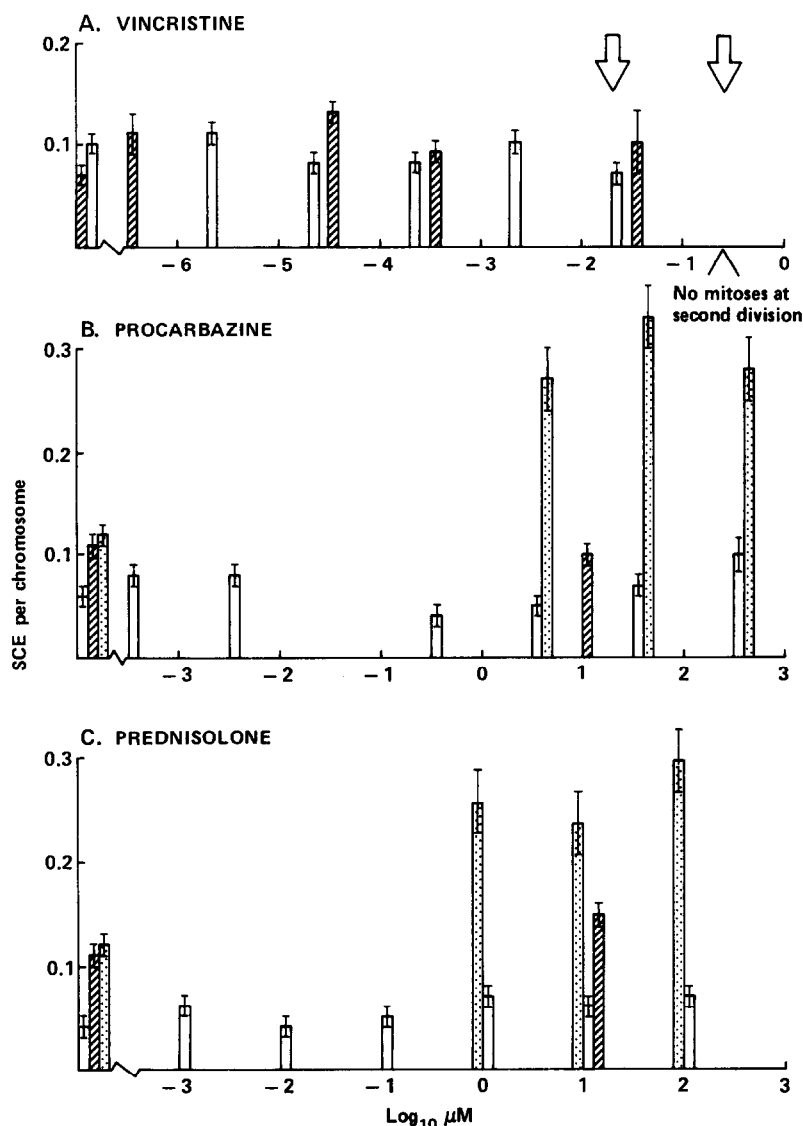 A. VINCRISTINE
0.2
0.1
−6 −5 −4 −3 −2 −1 0
No mitoses at
second division
B. PROCARBAZINE
0.3
0.2
0.1
SCE per chromosome
−3 −2 −1 0 1 2 3
C. PREDNISOLONE
0.3
0.2
0.1
−3 −2 −1 0 1 2 3
Log₁₀ μM